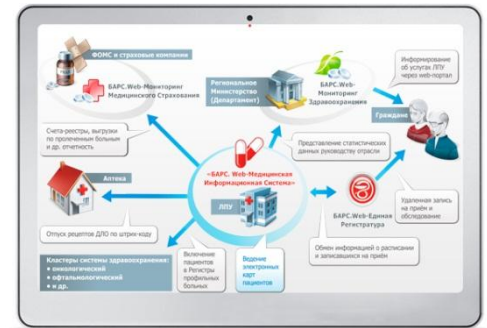 ФОМС и страховые компании
БАРС.Web-Мониторинг
Медицинского Страхования
Региональное
Министерство
(Департамент)
БАРС.Web-
Мониторинг
Здравоохранения
Информирование
об услугах ЛПУ
через web-портал
Граждане
Счета-реестры, выгрузки
по пролеченным больным
и др. отчетность
Представление статистических
данных руководству отрасли
«БАРС. Web-Медицинская
Информационная Система»
ЛПУ
Аптека
БАРС.Web-Единая
Регистратура
Удаленная запись
на приём и
обследование
Отпуск рецептов ДЛО по штрих-коду
Обмен информацией о расписании
и записавшихся на приём
Кластеры системы здравоохранения:
• онкологический
• офтальмологический
• и др.
Включение
пациентов
в Регистры
профильных
больных
Ведение
электронных
карт
пациентов